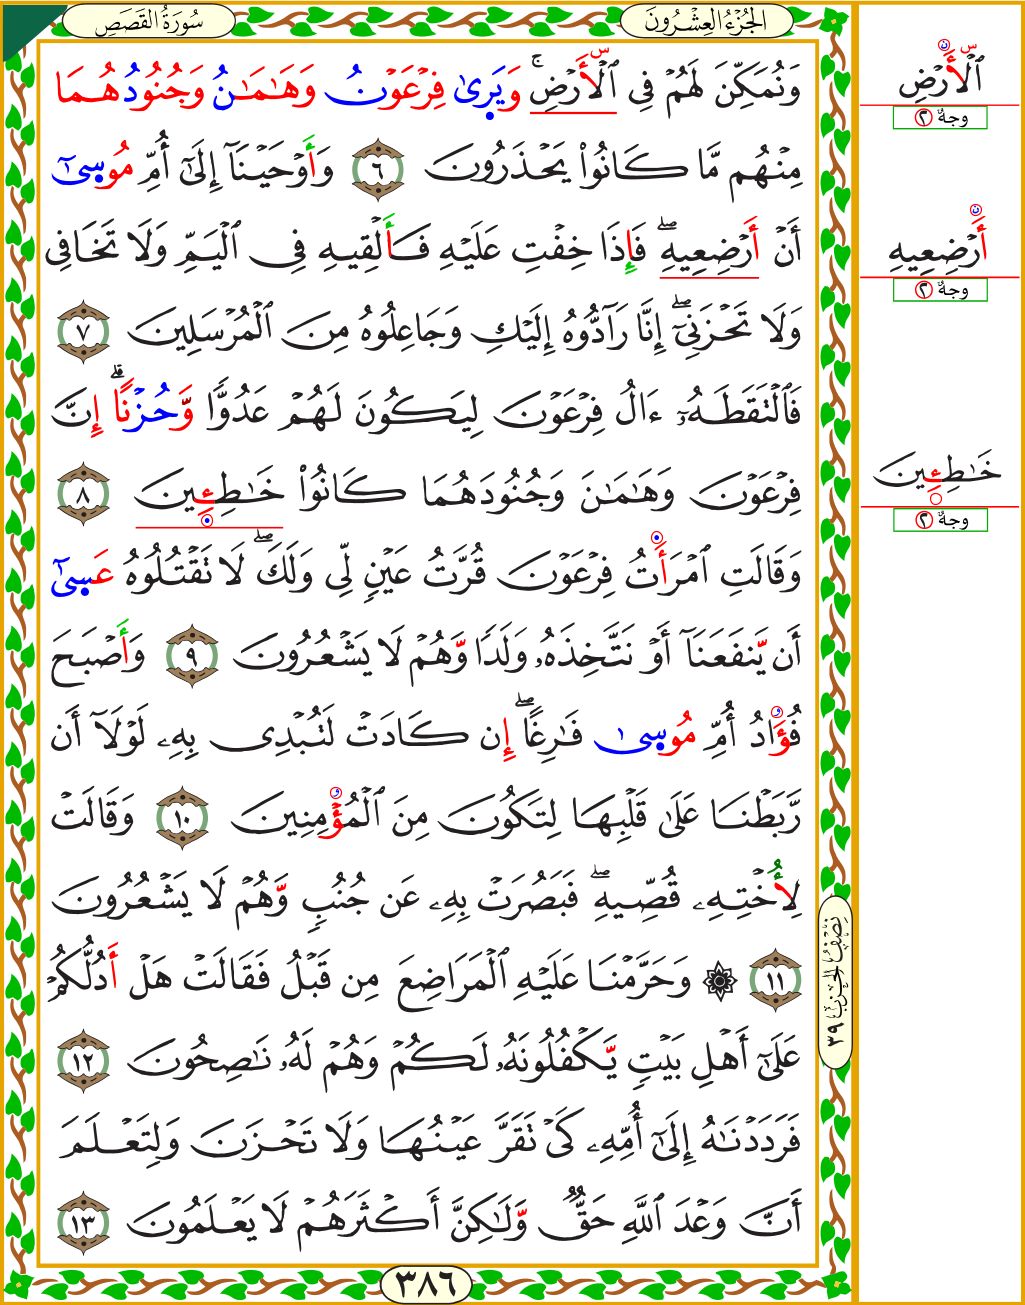 الجُزْءُ العِشْرُونَ
سُورَةُ القَصَصِ
وَنُمَكِّنَ لَهُمْ فِي ٱلْأَرْضِۚ وَيَرَىٰ فِرْعَوْنُ وَهَٰمَٰنُ وَجُنُودُهُمَا
مِنْهُم مَّا كَانُوا۟ يَحْذَرُونَ ٦ وَأَوْحَيْنَآ إِلَىٰٓ أُمِّ مُوسَىٰٓ
أَنْ أَرْضِعِيهِۖ فَإِذَا خِفْتِ عَلَيْهِ فَأَلْقِيهِ فِي ٱلْيَمِّ وَلَا تَخَافِي
وَلَا تَحْزَنِيٓۖ إِنَّا رَآدُّوهُ إِلَيْكِ وَجَاعِلُوهُ مِنَ ٱلْمُرْسَلِينَ ٧
فَٱلْتَقَطَهُۥٓ ءَالُ فِرْعَوْنَ لِيَكُونَ لَهُمْ عَدُوًّا وَّحُزْنًاۗ إِنَّ
فِرْعَوْنَ وَهَٰمَٰنَ وَجُنُودَهُمَا كَانُوا۟ خَٰطِـِٔينَ ٨
وَقَالَتِ ٱمْرَأَتُ فِرْعَوْنَ قُرَّتُ عَيْنٍ لِّي وَلَكَۖ لَا تَقْتُلُوهُ عَسَىٰٓ
أَن يَّنفَعَنَآ أَوْ نَتَّخِذَهُۥ وَلَدًا وَّهُمْ لَا يَشْعُرُونَ ٩ وَأَصْبَحَ
فُؤَادُ أُمِّ مُوسَىٰ فَٰرِغًاۖ إِن كَادَتْ لَتُبْدِي بِهِۦ لَوْلَآ أَن
رَّبَطْنَا عَلَىٰ قَلْبِهَا لِتَكُونَ مِنَ ٱلْمُؤْمِنِينَ ١٠ وَقَالَتْ
لِأُخْتِهِۦ قُصِّيهِۖ فَبَصُرَتْ بِهِۦ عَن جُنُبٍ وَّهُمْ لَا يَشْعُرُونَ
١١ ۞ وَحَرَّمْنَا عَلَيْهِ ٱلْمَرَاضِعَ مِن قَبْلُ فَقَالَتْ هَلْ أَدُلُّكُمْ
عَلَىٰٓ أَهْلِ بَيْتٍ يَّكْفُلُونَهُۥ لَكُمْ وَهُمْ لَهُۥ نَٰصِحُونَ ١٢
فَرَدَدْنَٰهُ إِلَىٰٓ أُمِّهِۦ كَيْ تَقَرَّ عَيْنُهَا وَلَا تَحْزَنَ وَلِتَعْلَمَ
أَنَّ وَعْدَ ٱللَّهِ حَقٌّ وَّلَٰكِنَّ أَكْثَرَهُمْ لَا يَعْلَمُونَ ١٣
٣٨٦
نِصْفُ الحِزْبِ ٣٩
ٱلْأَرْضِ
وجهٌ ٢
أَرْضِعِيهِ
وجهٌ ٢
خَٰطِـِٔينَ
وجهٌ ٢